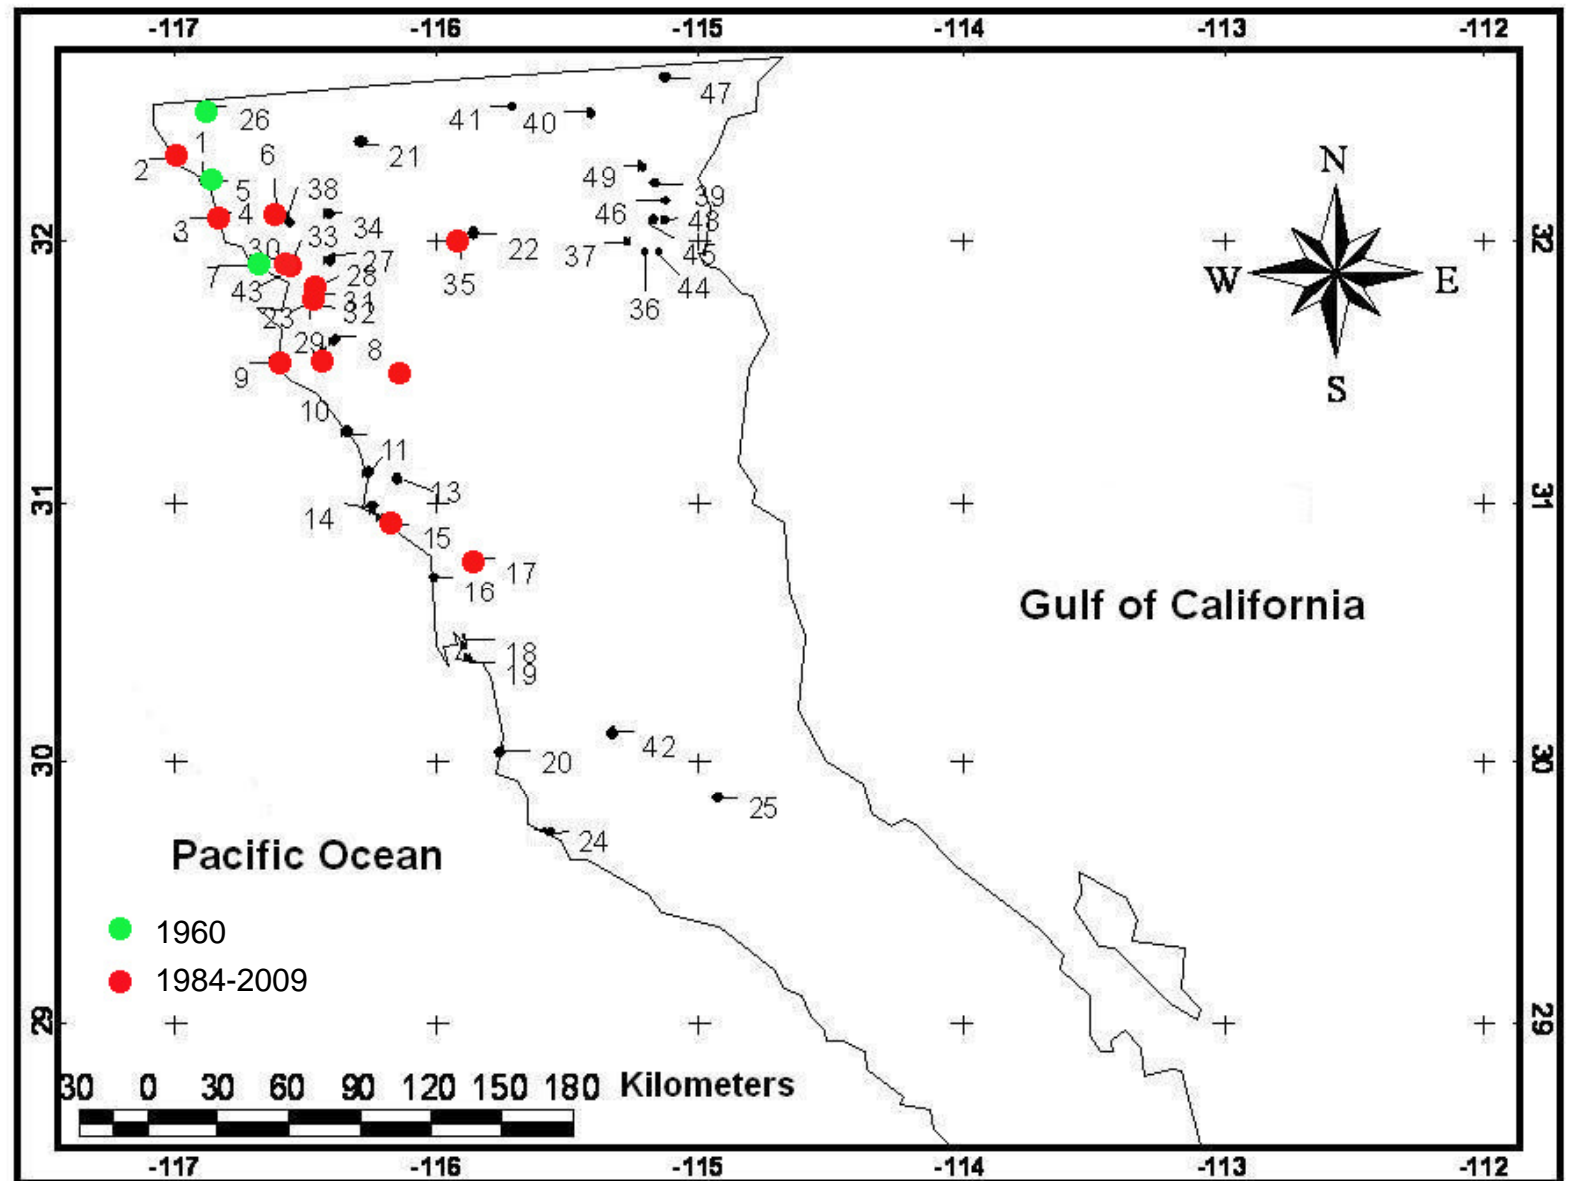 -117 -116 -115 -114 -113 -112
47
26 41 40
1
2 6 21
N
5 38 49 39
3 4 34 46 48
32 30 33 27 22 37 45 32
7 43 28 35 36 44
W E
23 31
32
29 8
9
S
10
11
13
31 14 31
15
17
16
Gulf of California
18
19
42
30 20 30
25
24
Pacific Ocean
1960
1984-2009
29 29
30 0 30 60 90 120 150 180 Kilometers
-117 -116 -115 -114 -113 -112